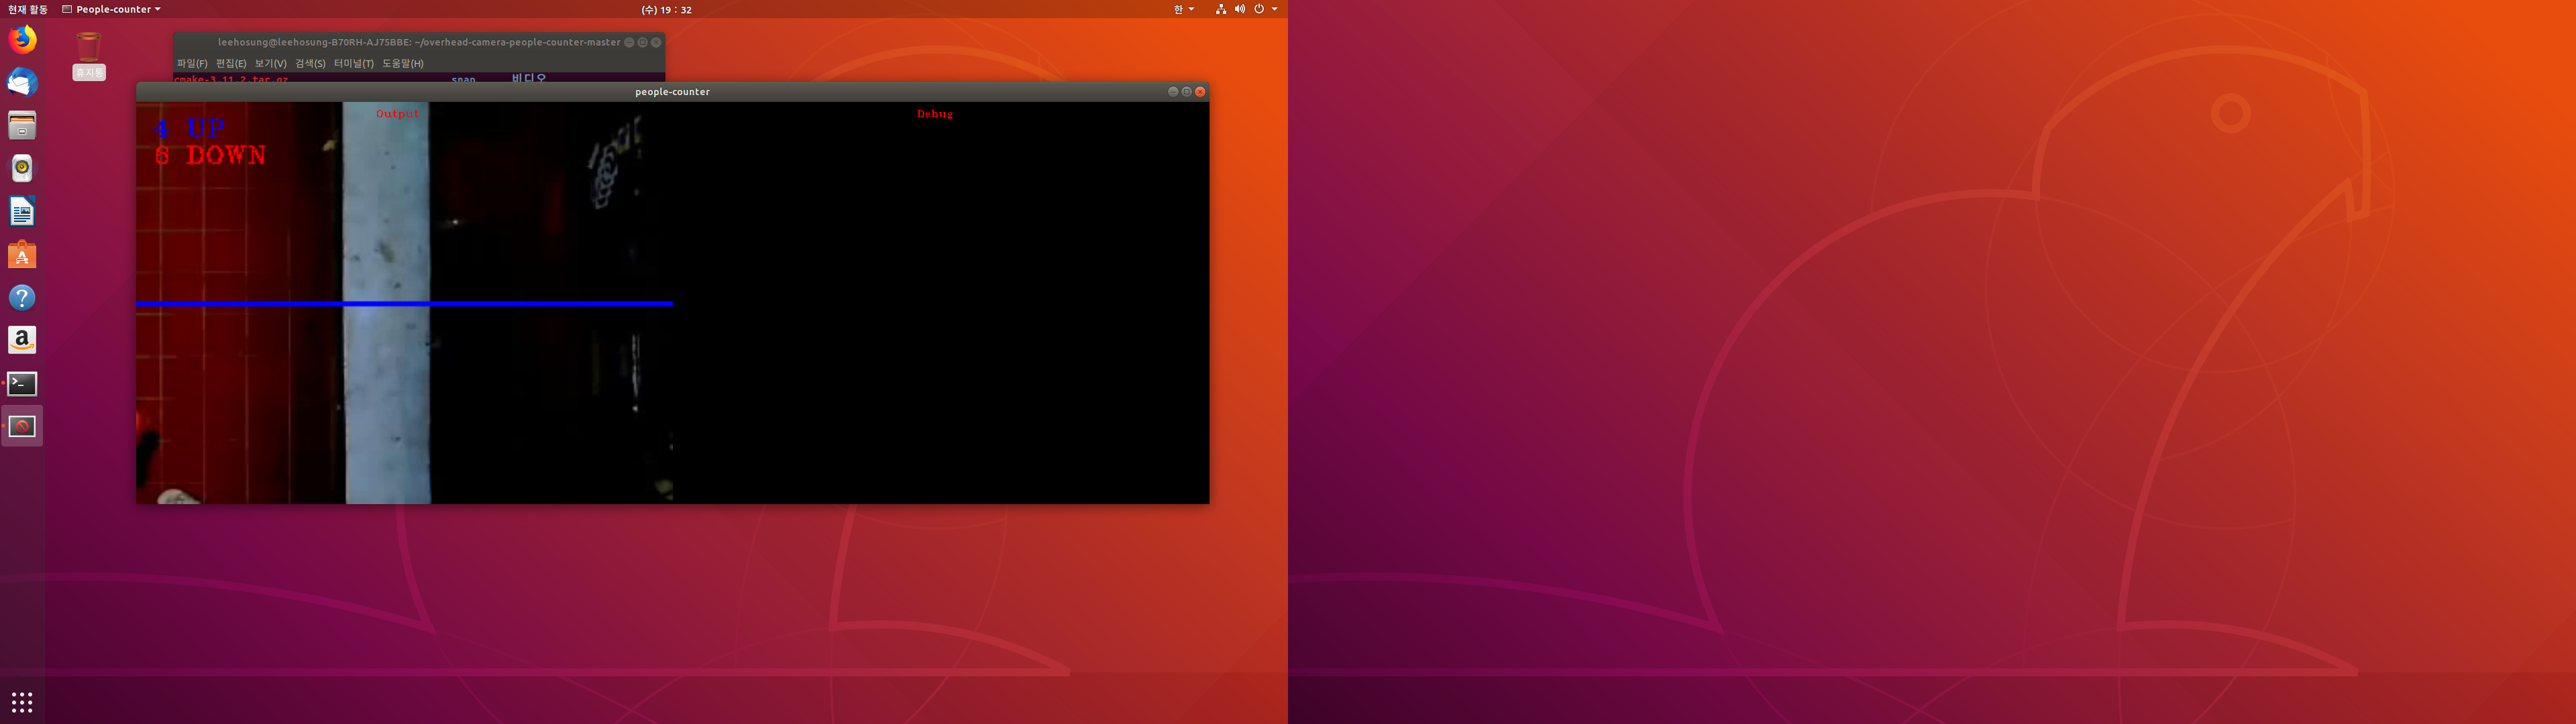 현재 활동 People-counter (수) 19 : 32 한
휴지통
leehosung@leehosung-B70RH-AJ75BBE: ~/overhead-camera-people-counter-master
파일(F) 편집(E) 보기(V) 검색(S) 터미널(T) 도움말(H)
cmake-3.11.2.tar.gz snap 비디오
people-counter
Output Debug
4 UP
6 DOWN